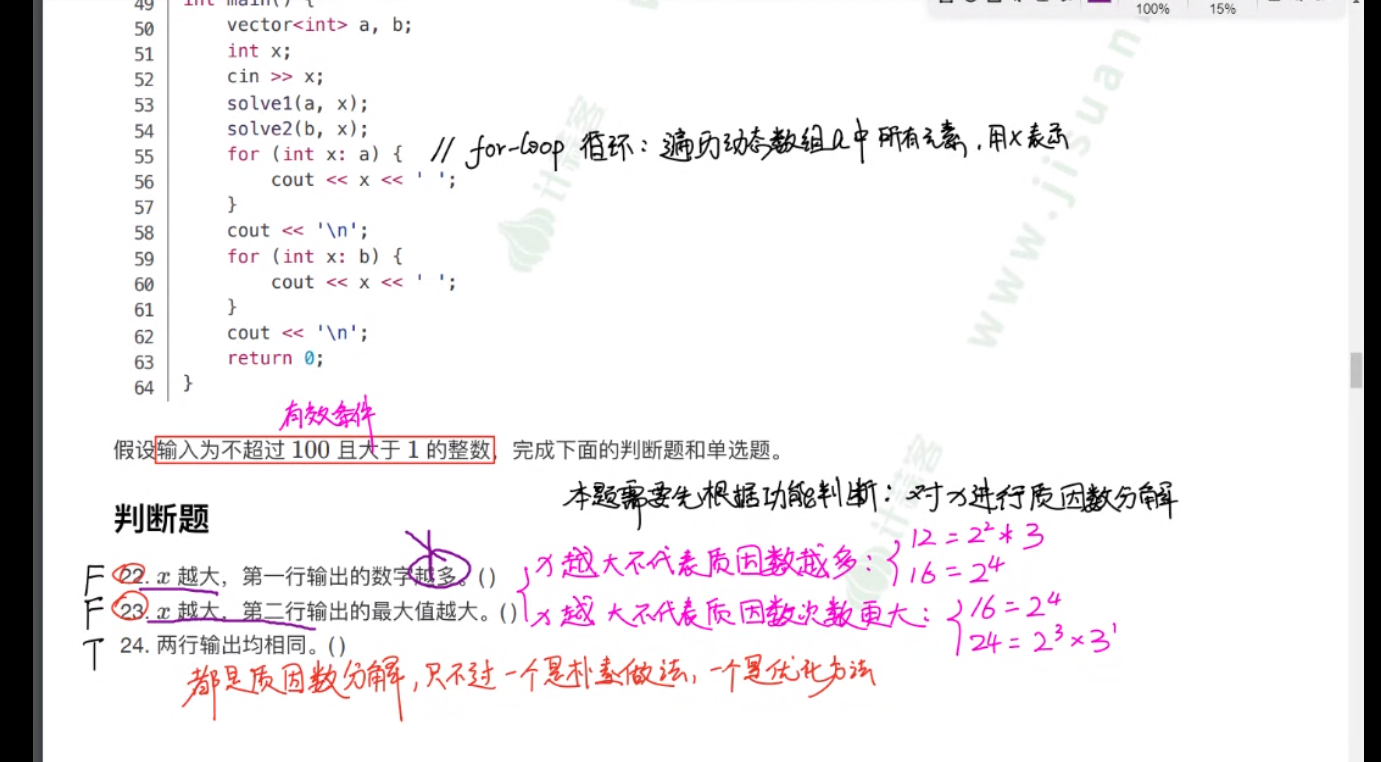 100%
15%
49 int main() {
50 vector<int> a, b;
51 int x;
52 cin >> x;
53 solve1(a, x);
54 solve2(b, x);
55 for (int x: a) { // for-loop 循环：遍历动态数组a中所有元素，用x表示
56 cout << x << ' ';
57 }
58 cout << '\n';
59 for (int x: b) {
60 cout << x << ' ';
61 }
62 cout << '\n';
63 return 0;
64 }
有效条件
假设输入为不超过 100 且大于 1 的整数，完成下面的判断题和单选题。
本题需要先根据功能判断：对x进行质因数分解
判断题
F 22. x 越大，第一行输出的数字越多。()
x越大不代表质因数越多：
12 = 2² * 3
16 = 2⁴
F 23. x 越大，第二行输出的最大值越大。()
x越大不代表质因数次数更大：
16 = 2⁴
24 = 2³ × 3¹
T 24. 两行输出均相同。()
都是质因数分解，只不过一个是朴素做法，一个是优化方法
计蒜客
www.jisuan
计蒜客